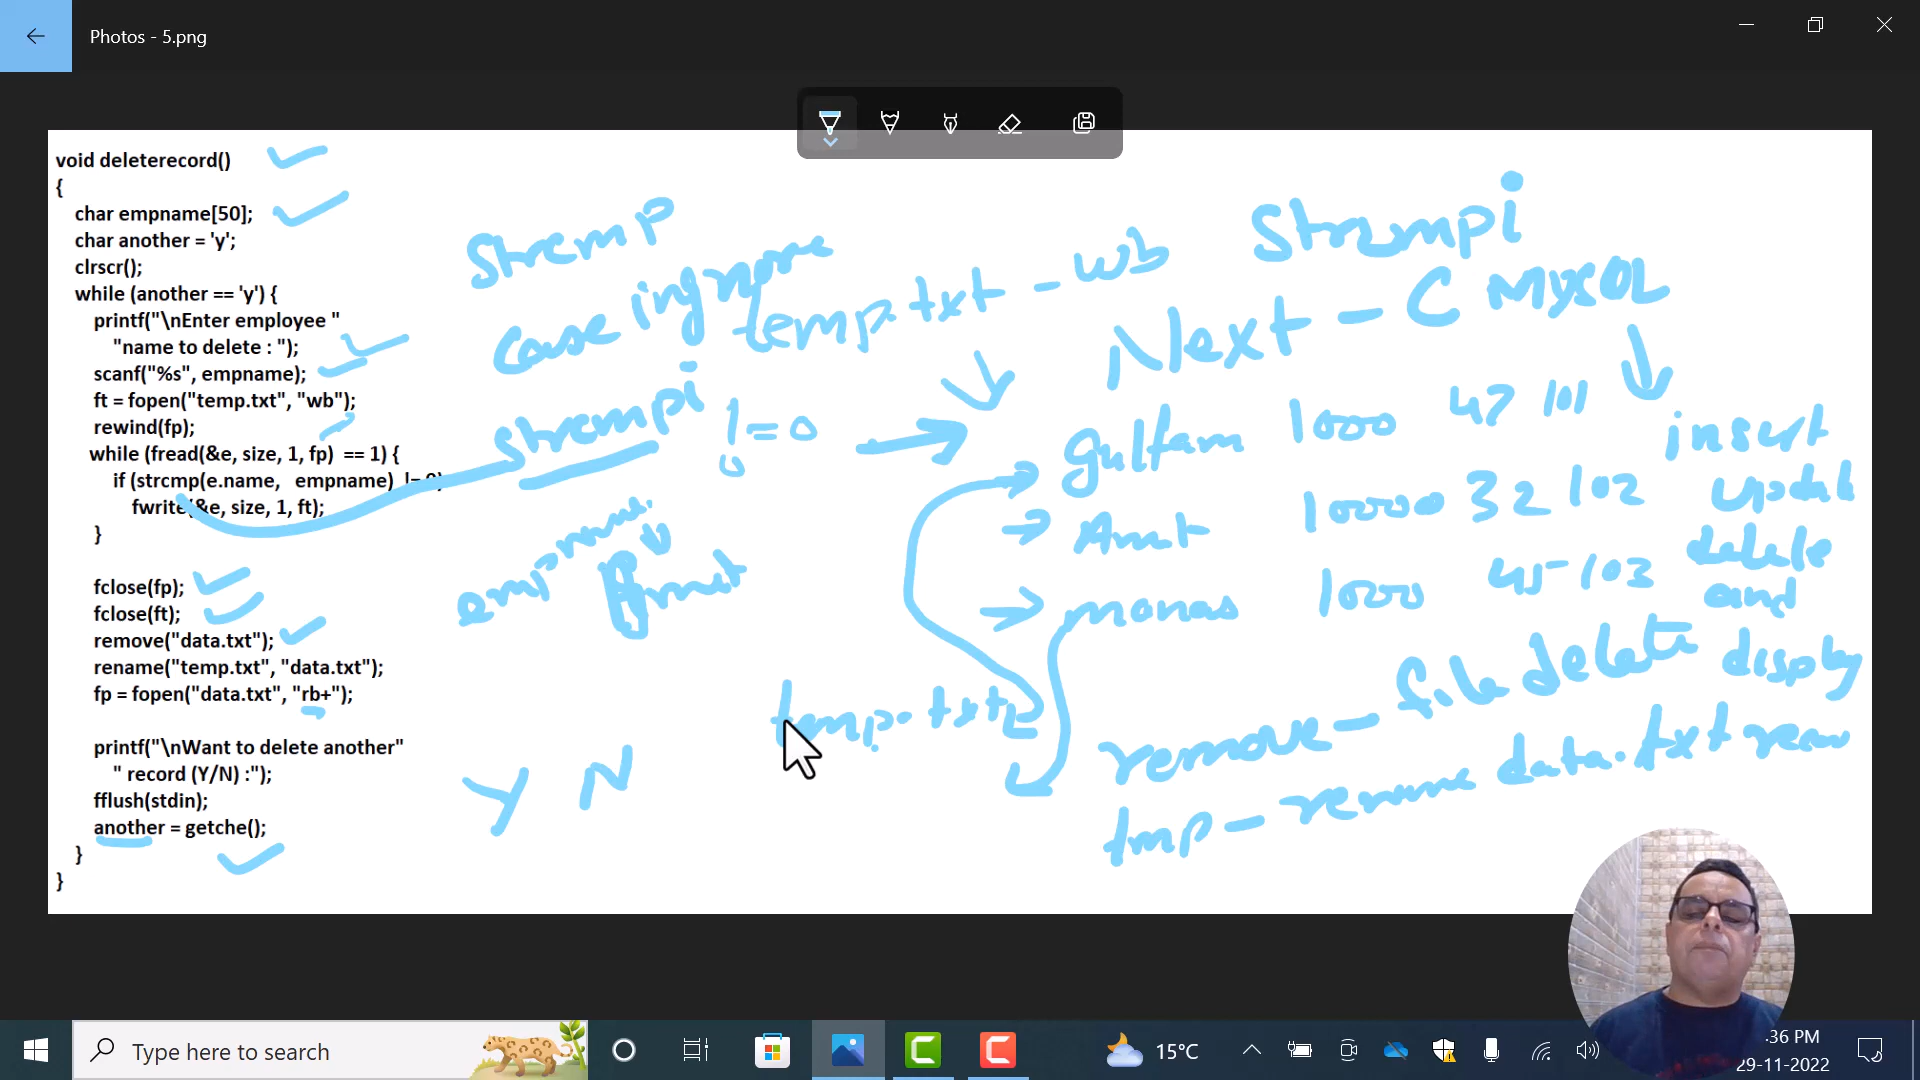 Photos - 5.png
void deleterecord()
{
char empname[50];
char another = 'y';
clrscr();
while (another == 'y') {
printf("\nEnter employee "
"name to delete : ");
scanf("%s", empname);
ft = fopen("temp.txt", "wb");
rewind(fp);
while (fread(&e, size, 1, fp) == 1) {
if (strcmp(e.name, empname) != 0)
fwrite(&e, size, 1, ft);
}
fclose(fp);
fclose(ft);
remove("data.txt");
rename("temp.txt", "data.txt");
fp = fopen("data.txt", "rb+");
printf("\nWant to delete another"
" record (Y/N) :");
fflush(stdin);
another = getche();
}
}
Strcmp
case ingnore
strcmpi != 0
empname
Y N
temp.txt - wb
Strcmpi
Next - C MYSQL
gulfam 1000 47 101
Amit 10000 32 102
manas 1000 45 103
insert
update
delete
and
display
temp.txt
remove - file delete
tmp - rename data.txt
Type here to search
15°C
.36 PM
29-11-2022